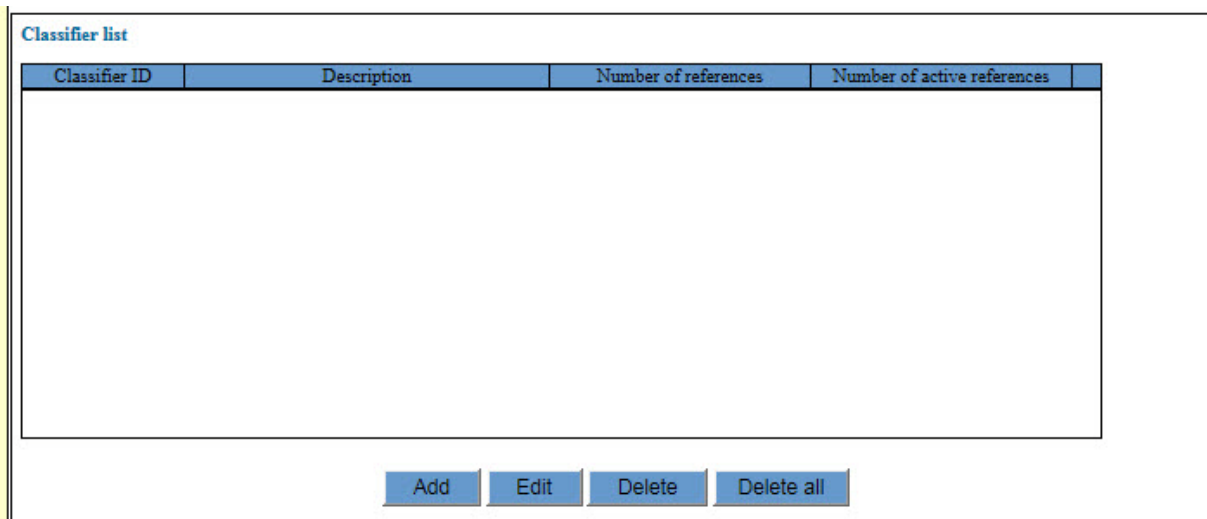 Classifier list
Classifier ID Description Number of references Number of active references
Add Edit Delete Delete all